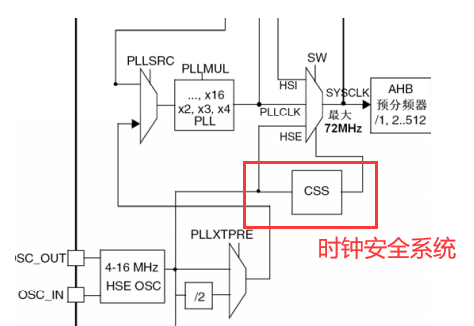 PLLSRC
PLLMUL
..., x16
x2, x3, x4
PLL
SW
HSI
PLLCLK
HSE
SYSCLK
最大
72MHz
AHB
预分频器
/1, 2..512
CSS
时钟安全系统
PLLXTPRE
OSC_OUT
OSC_IN
4-16 MHz
HSE OSC
/2